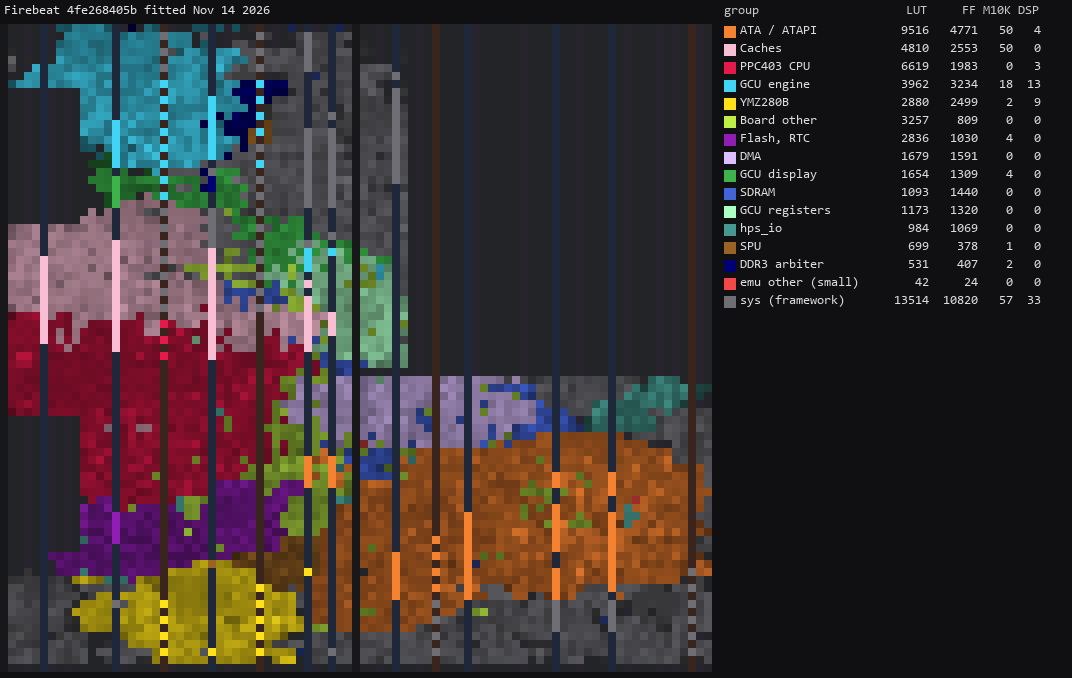 Firebeat 4fe268405b fitted Nov 14 2026
group LUT FF M10K DSP
ATA / ATAPI 9516 4771 50 4
Caches 4810 2553 50 0
PPC403 CPU 6619 1983 0 3
GCU engine 3962 3234 18 13
YMZ280B 2880 2499 2 9
Board other 3257 809 0 0
Flash, RTC 2836 1030 4 0
DMA 1679 1591 0 0
GCU display 1654 1309 4 0
SDRAM 1093 1440 0 0
GCU registers 1173 1320 0 0
hps_io 984 1069 0 0
SPU 699 378 1 0
DDR3 arbiter 531 407 2 0
emu other (small) 42 24 0 0
sys (framework) 13514 10820 57 33